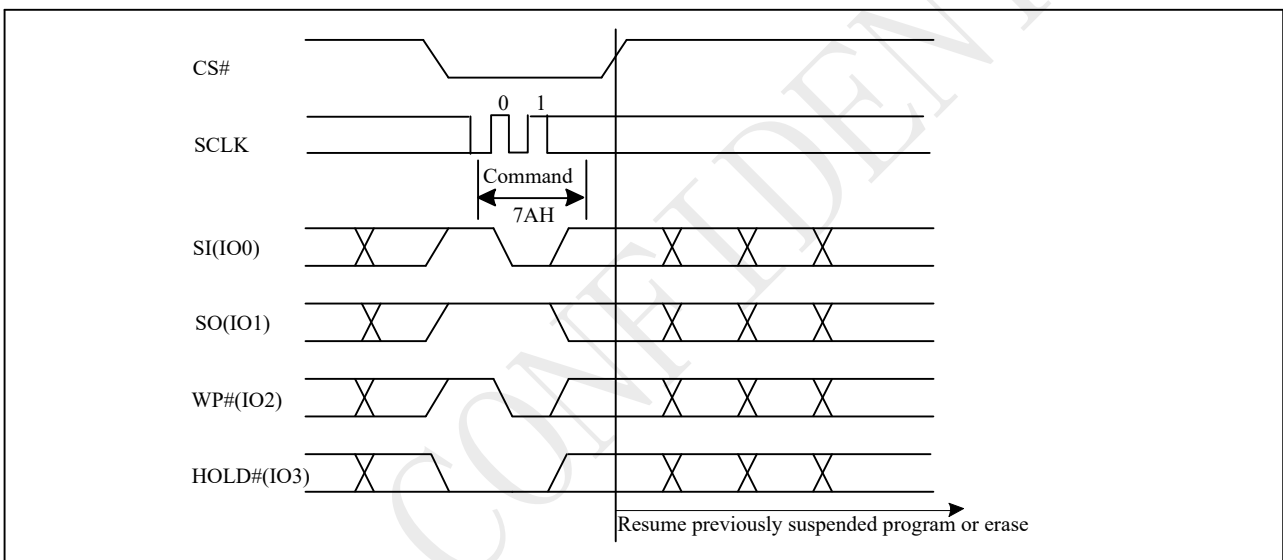 CS#
0 1
SCLK
Command
7AH
SI(IO0)
SO(IO1)
WP#(IO2)
HOLD#(IO3)
Resume previously suspended program or erase
CONFIDENT